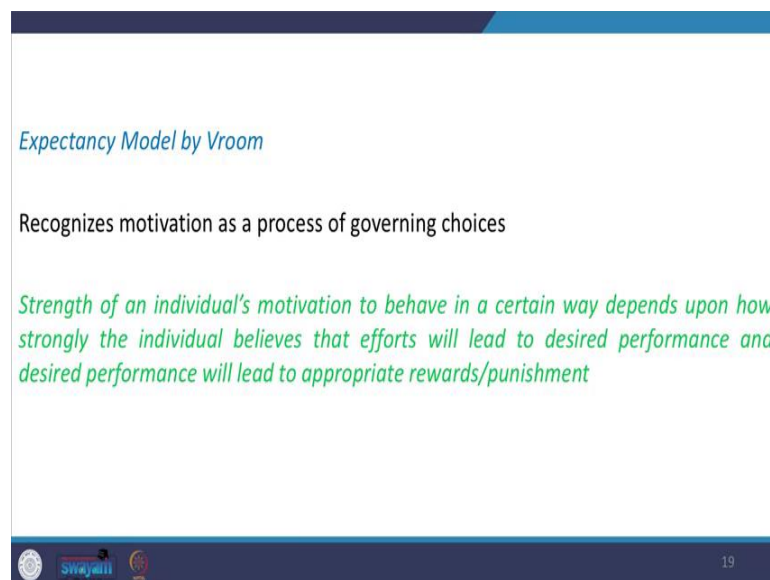 Expectancy Model by Vroom
Recognizes motivation as a process of governing choices
Strength of an individual's motivation to behave in a certain way depends upon how
strongly the individual believes that efforts will lead to desired performance and
desired performance will lead to appropriate rewards/punishment
swayam
19